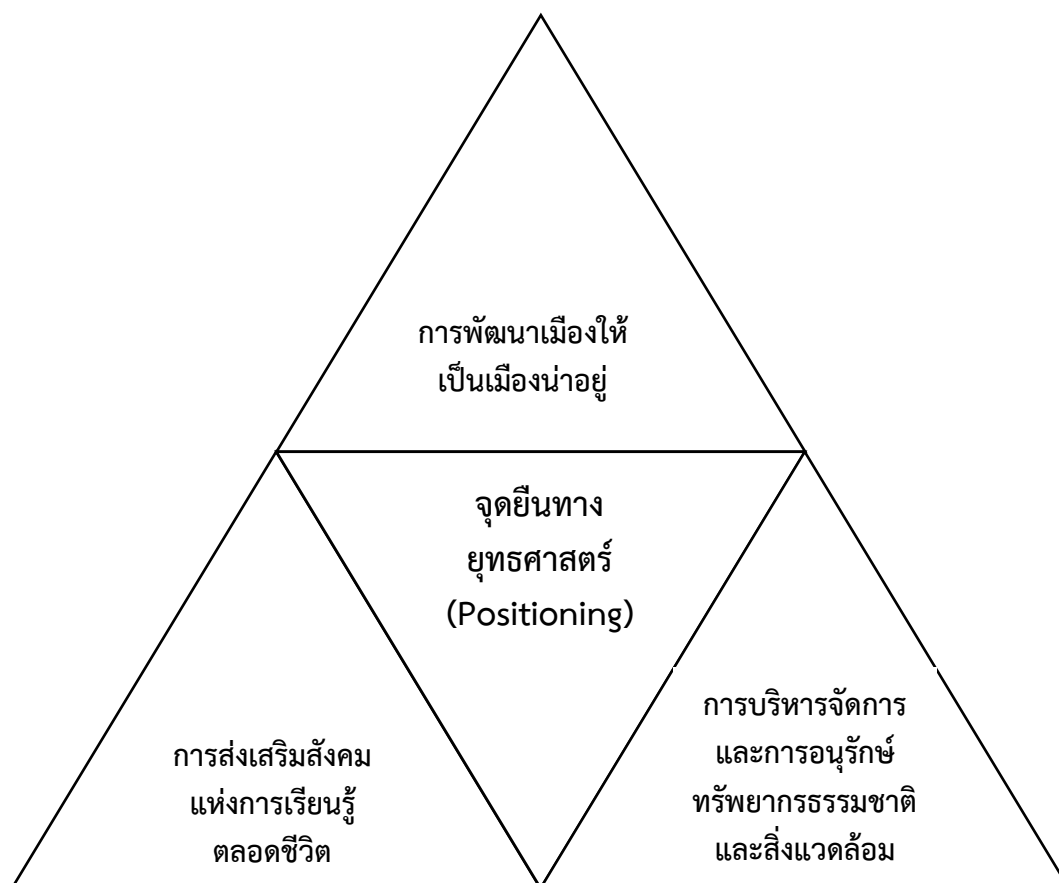 การพัฒนาเมืองให้
เป็นเมืองน่าอยู่
จุดยืนทาง
ยุทธศาสตร์
(Positioning)
การส่งเสริมสังคม
แห่งการเรียนรู้
ตลอดชีวิต
การบริหารจัดการ
และการอนุรักษ์
ทรัพยากรธรรมชาติ
และสิ่งแวดล้อม